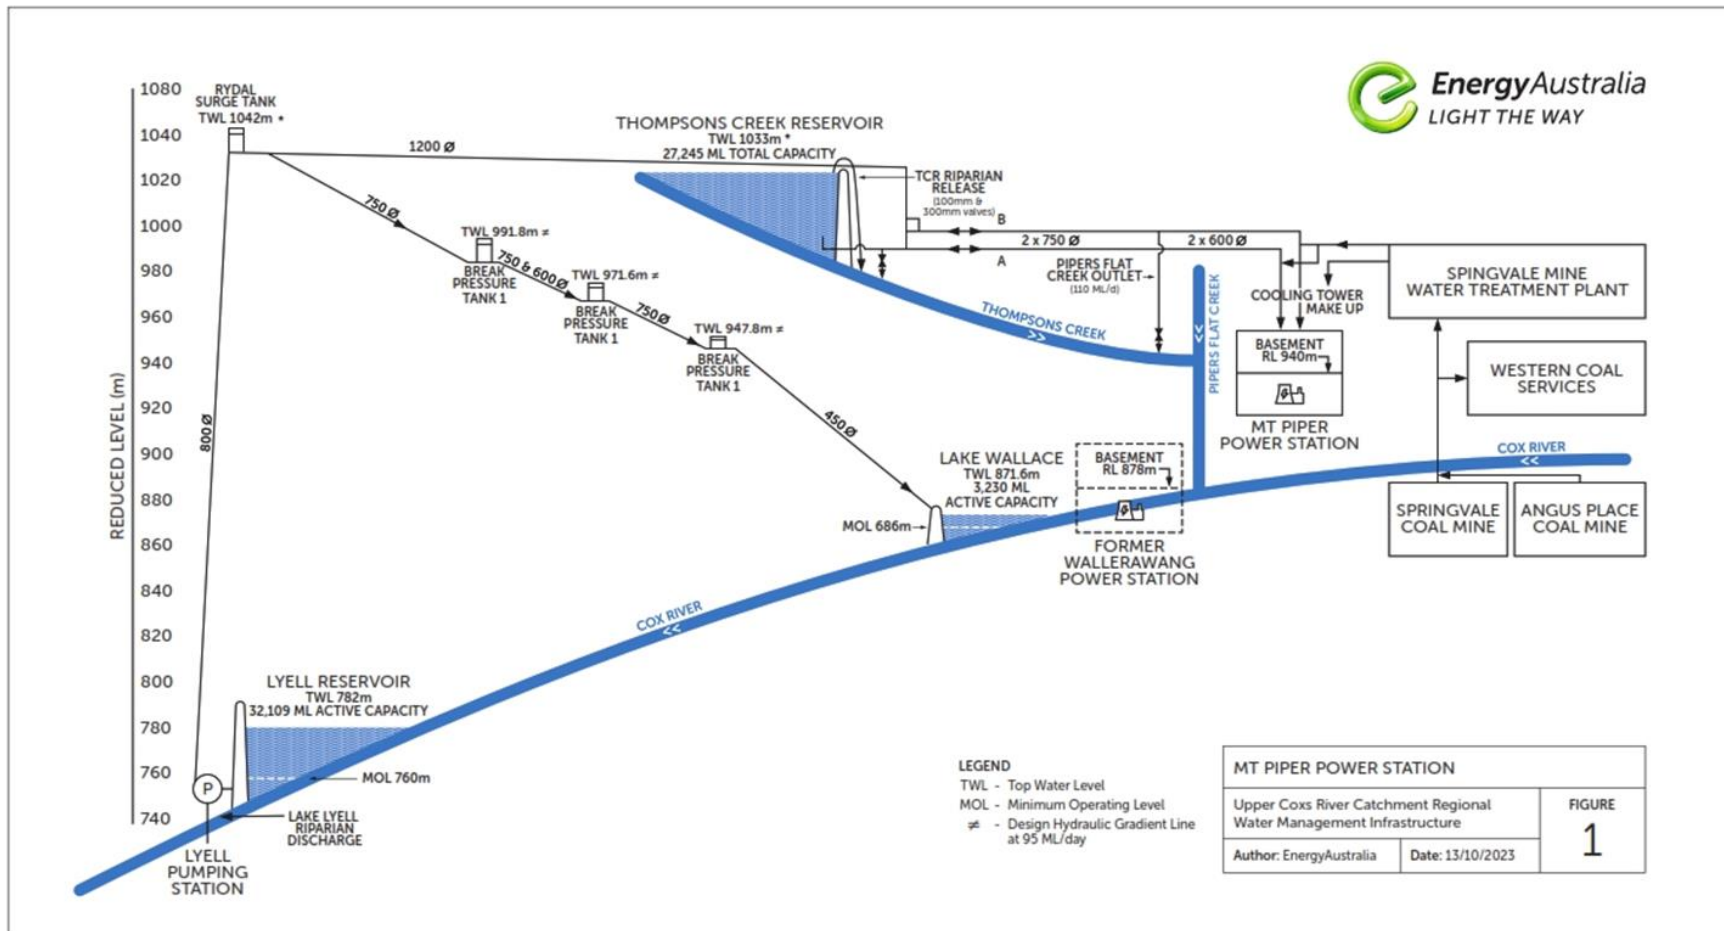 EnergyAustralia
LIGHT THE WAY
REDUCED LEVEL (m)
1080
1040
1020
1000
980
960
940
920
900
880
860
840
820
800
780
760
740
RYDAL
SURGE TANK
TWL 1042m *
1200 Ø
800 Ø
750 Ø
TWL 991.8m ≠
BREAK
PRESSURE
TANK 1
750 & 600 Ø
TWL 971.6m ≠
BREAK
PRESSURE
TANK 1
750 Ø
TWL 947.8m ≠
BREAK
PRESSURE
TANK 1
450 Ø
THOMPSONS CREEK RESERVOIR
TWL 1033m *
27,245 ML TOTAL CAPACITY
TCR RIPARIAN
RELEASE
(100mm &
300mm valves)
B
A
2 x 750 Ø
2 x 600 Ø
PIPERS FLAT
CREEK OUTLET
(110 ML/d)
THOMPSONS CREEK
>>
PIPERS FLAT CREEK
>>
COOLING TOWER
MAKE UP
SPINGVALE MINE
WATER TREATMENT PLANT
BASEMENT
RL 940m
MT PIPER
POWER STATION
WESTERN COAL
SERVICES
COX RIVER
<<
SPRINGVALE
COAL MINE
ANGUS PLACE
COAL MINE
LAKE WALLACE
TWL 871.6m
3,230 ML
ACTIVE CAPACITY
MOL 686m
BASEMENT
RL 878m
FORMER
WALLERAWANG
POWER STATION
COX RIVER
<<
LYELL RESERVOIR
TWL 782m
32,109 ML ACTIVE CAPACITY
MOL 760m
P
LAKE LYELL
RIPARIAN
DISCHARGE
LYELL
PUMPING
STATION
LEGEND
TWL - Top Water Level
MOL - Minimum Operating Level
≠ - Design Hydraulic Gradient Line
at 95 ML/day
MT PIPER POWER STATION
Upper Coxs River Catchment Regional
Water Management Infrastructure
Author: EnergyAustralia
Date: 13/10/2023
FIGURE
1